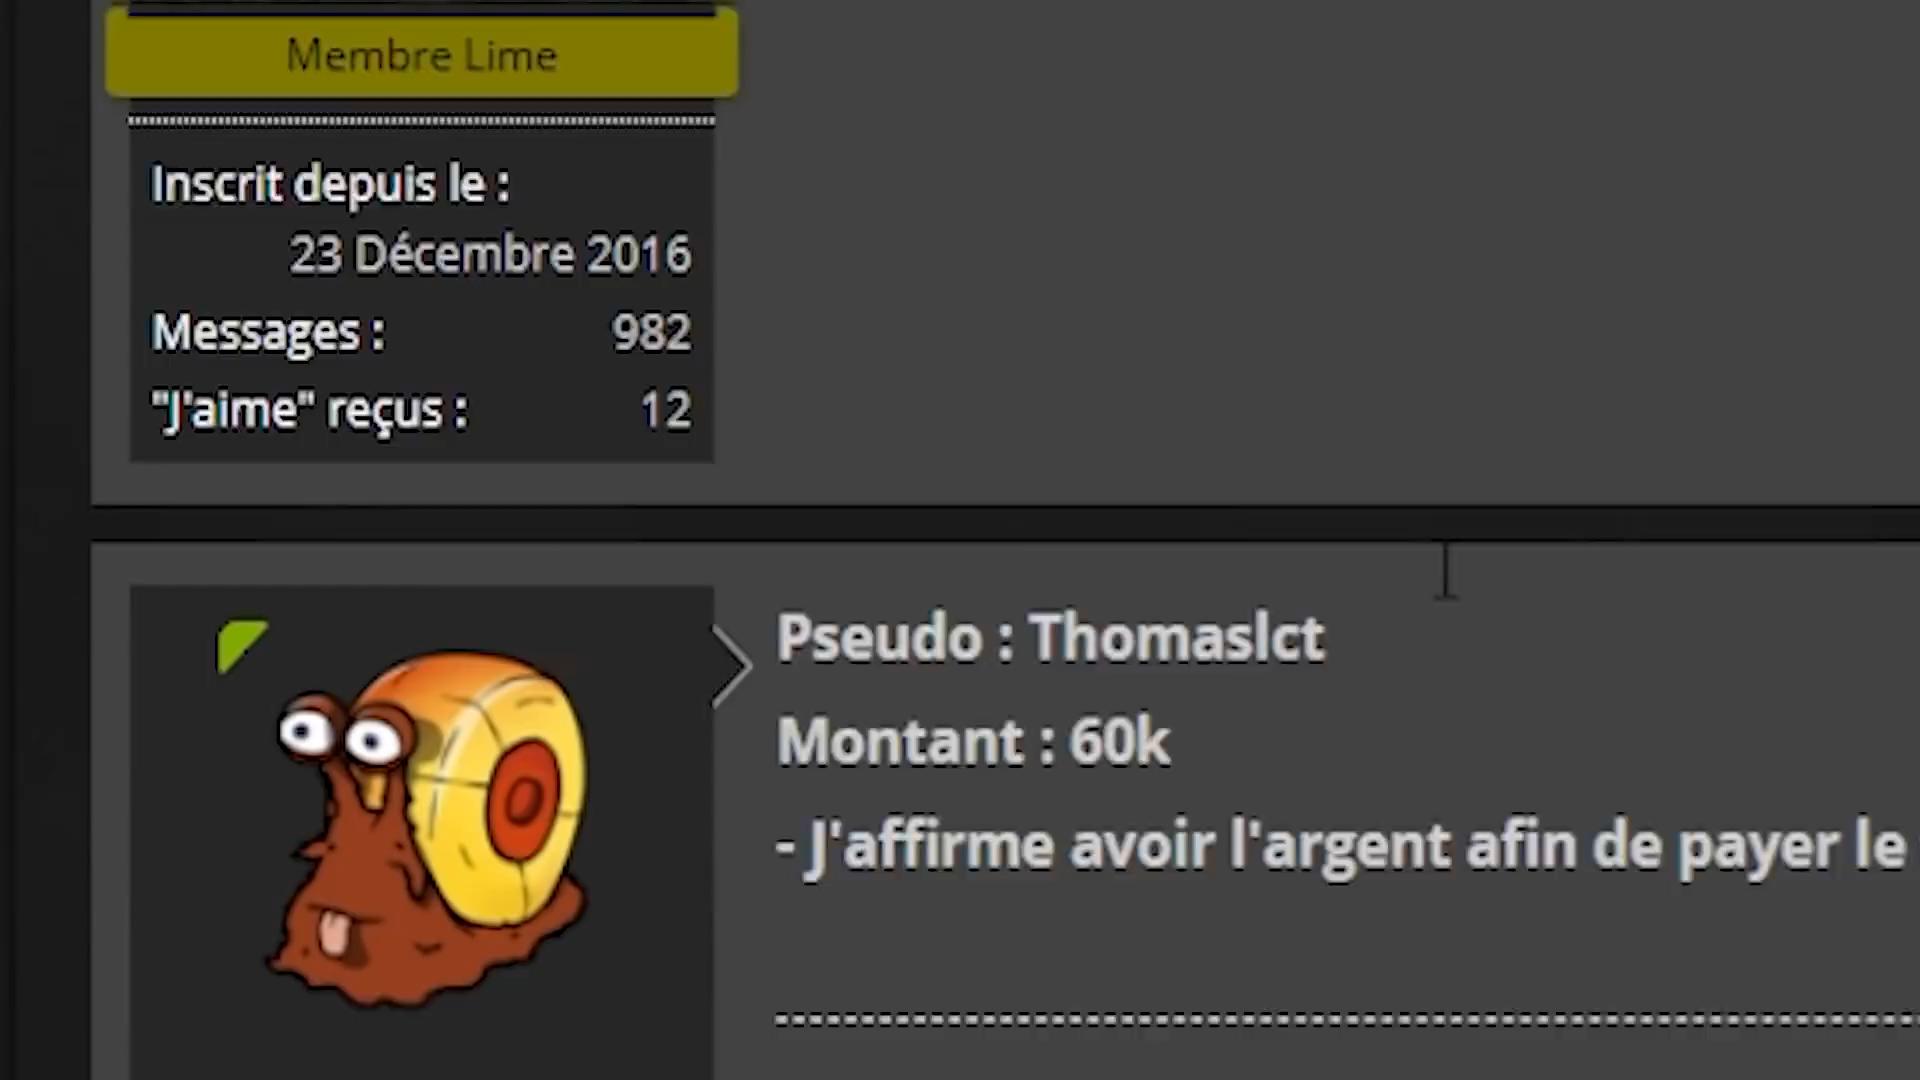 Membre Lime
Inscrit depuis le :
23 Décembre 2016
Messages : 982
"J'aime" reçus : 12
Pseudo : Thomaslct
Montant : 60k
- J'affirme avoir l'argent afin de payer le